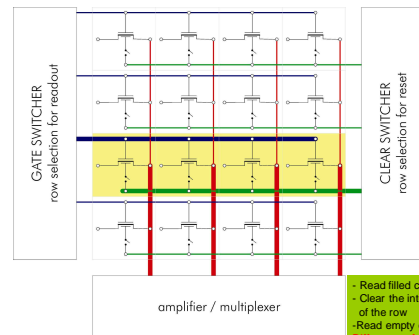 GATE SWITCHER
row selection for readout
CLEAR SWITCHER
row selection for reset
amplifier / multiplexer
- Read filled
- Clear the
of the row
-Read empty